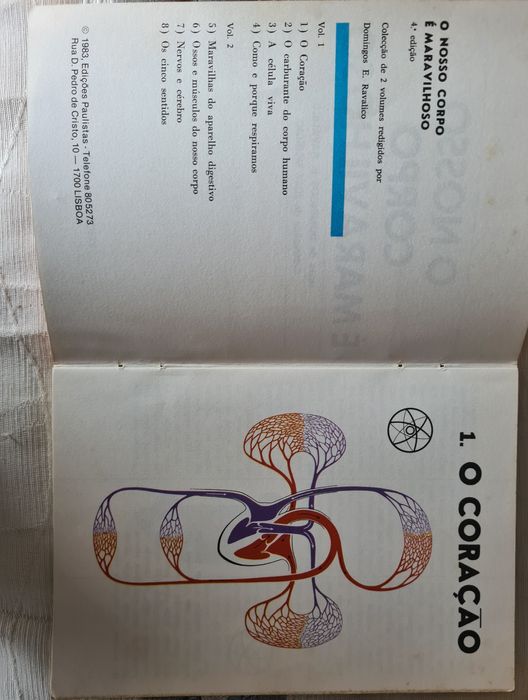 O NOSSO CORPO
É MARAVILHOSO
4.ª edição
Colecção de 2 volumes redigidos por
Domingos E. Ravalico
Vol. 1
1) O Coração
2) O carburante do corpo humano
3) A célula viva
4) Como e porque respiramos
Vol. 2
5) Maravilhas do aparelho digestivo
6) Ossos e músculos do nosso corpo
7) Nervos e cérebro
8) Os cinco sentidos
© 1983, Edições Paulistas - Telefone 805273
Rua D. Pedro de Cristo, 10 — 1700 LISBOA
1. O CORAÇÃO